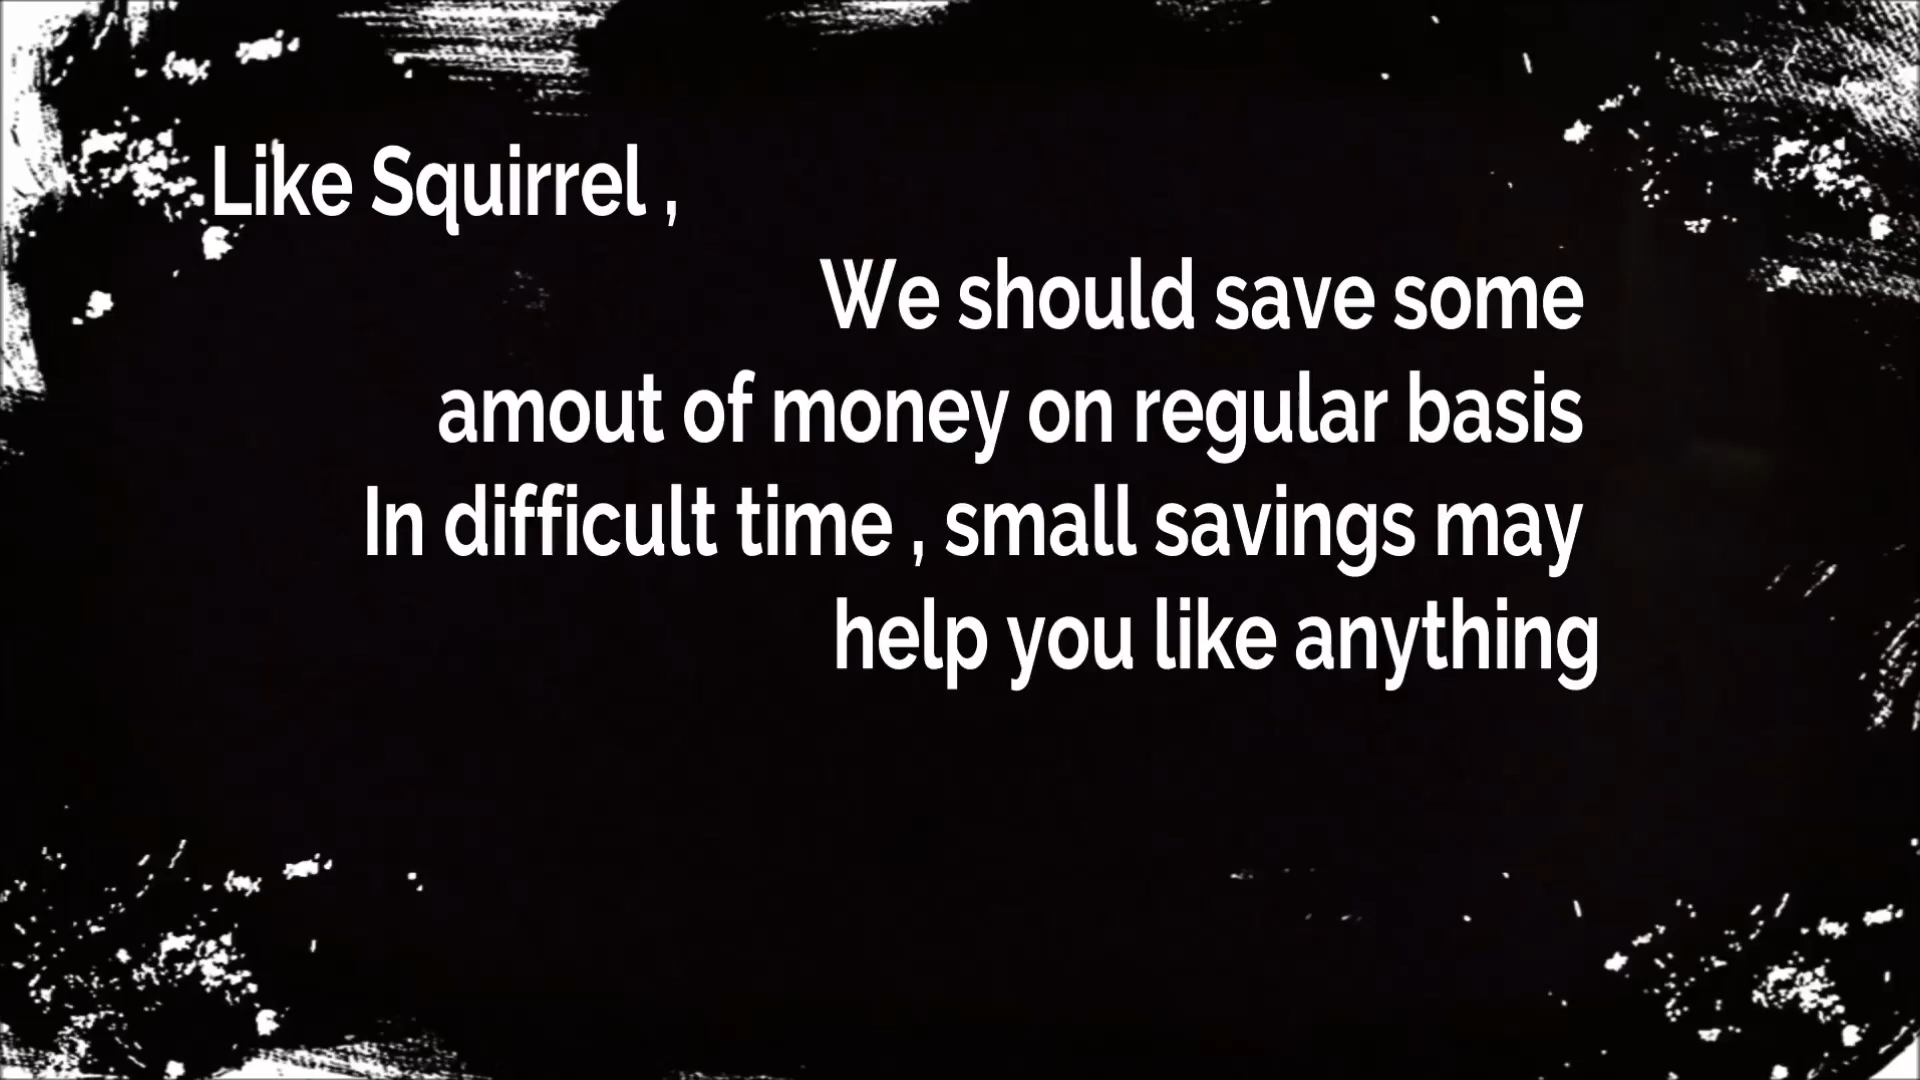 Like Squirrel ,
We should save some
amout of money on regular basis
In difficult time , small savings may
help you like anything